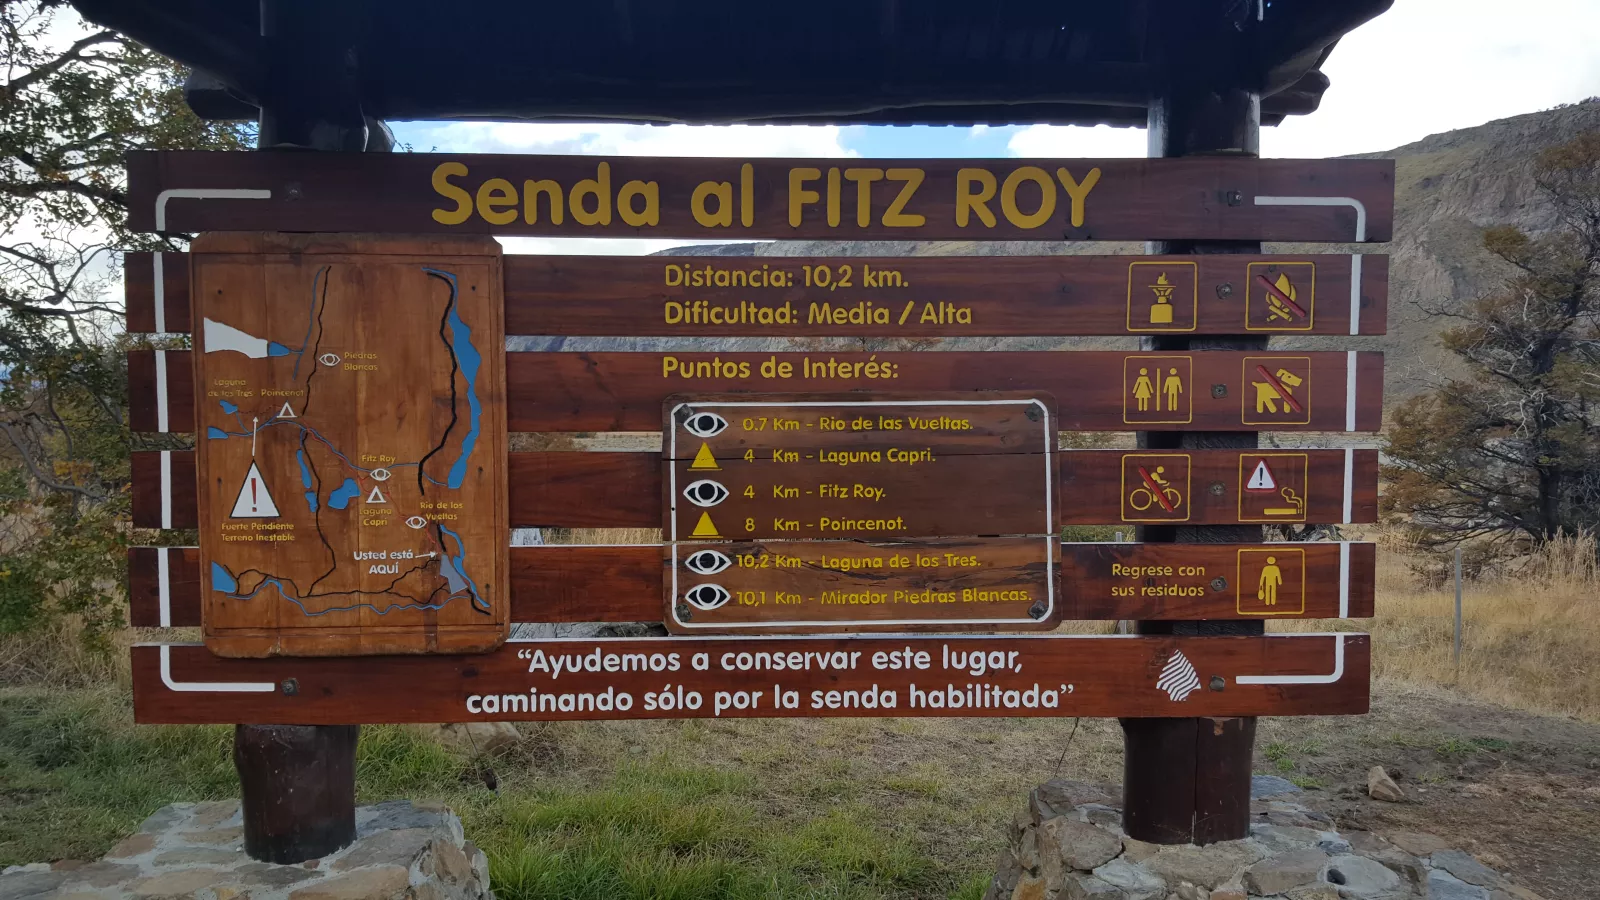 Senda al FITZ ROY
Distancia: 10,2 km.
Dificultad: Media / Alta
Puntos de Interés:
0.7 Km - Rio de las Vueltas.
4 Km - Laguna Capri.
4 Km - Fitz Roy.
8 Km - Poincenot.
10,2 Km - Laguna de los Tres.
10,1 Km - Mirador Piedras Blancas.
Piedras
Blancas
Laguna
de los Tres
Poincenot
Fitz Roy
Laguna
Capri
Rio de las
Vueltas
Fuerte Pendiente
Terreno Inestable
Usted está
AQUÍ
Regrese con
sus residuos
“Ayudemos a conservar este lugar,
caminando sólo por la senda habilitada”